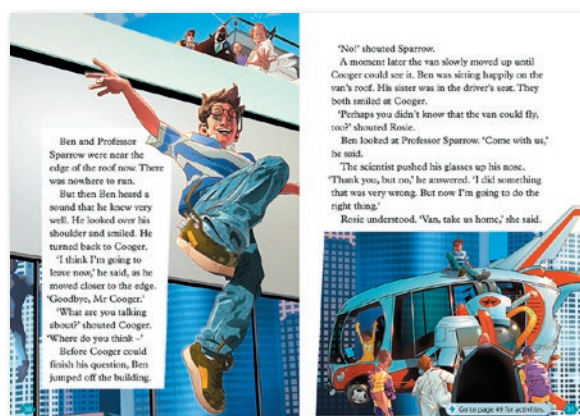 Ben and Professor
Sparrow were near the
edge of the roof now. There
was nowhere to run.
But then Ben heard a
sound that he knew very
well. He looked over his
shoulder and smiled. He
turned back to Cooger.
‘I think I'm going to
leave now,’ he said, as he
moved closer to the edge.
‘Goodbye, Mr Cooger.’
‘What are you talking
about?’ shouted Cooger.
‘Where do you think –’
Before Cooger could
finish his question, Ben
jumped off the building.
‘No!’ shouted Sparrow.
A moment later the van slowly moved up until
Cooger could see it. Ben was sitting happily on the
van's roof. His sister was in the driver's seat. They
both smiled at Cooger.
‘Perhaps you didn't know that the van could fly,
too?’ shouted Rosie.
Ben looked at Professor Sparrow. ‘Come with us,’
he said.
The scientist pushed his glasses up his nose.
‘Thank you, but no,’ he answered. ‘I did something
that was very wrong. But now I'm going to do the
right thing.’
Rosie understood. ‘Van, take us home,’ she said.
Go to page 49 for activities.